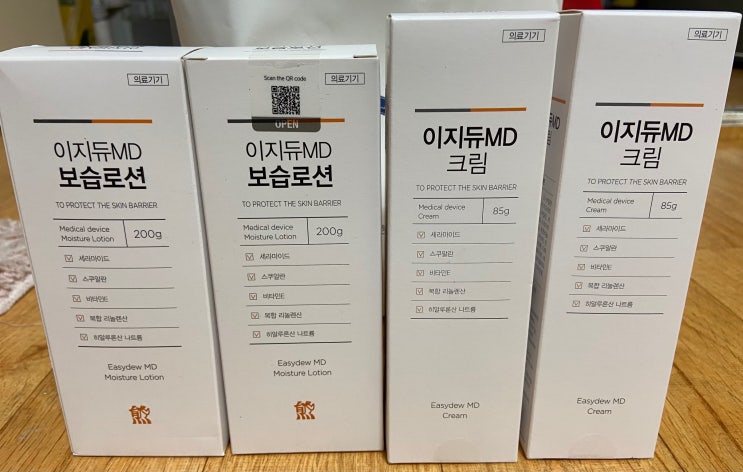 의료기기
이지듀MD
보습로션
TO PROTECT THE SKIN BARRIER
Medical device
Moisture Lotion
200g
세라마이드
스쿠알란
비타민E
복합 리놀렌산
히알루론산 나트륨
Easydew MD
Moisture Lotion
의료기기
Scan the QR code
OPEN
이지듀MD
보습로션
TO PROTECT THE SKIN BARRIER
Medical device
Moisture Lotion
200g
세라마이드
스쿠알란
비타민E
복합 리놀렌산
히알루론산 나트륨
Easydew MD
Moisture Lotion
의료기기
이지듀MD
크림
TO PROTECT THE SKIN BARRIER
Medical device
Cream
85g
세라마이드
스쿠알란
비타민E
복합 리놀렌산
히알루론산 나트륨
Easydew MD
Cream
의료기기
이지듀MD
크림
TO PROTECT THE SKIN BARRIER
Medical device
Cream
85g
세라마이드
스쿠알란
비타민E
복합 리놀렌산
히알루론산 나트륨
Easydew MD
Cream